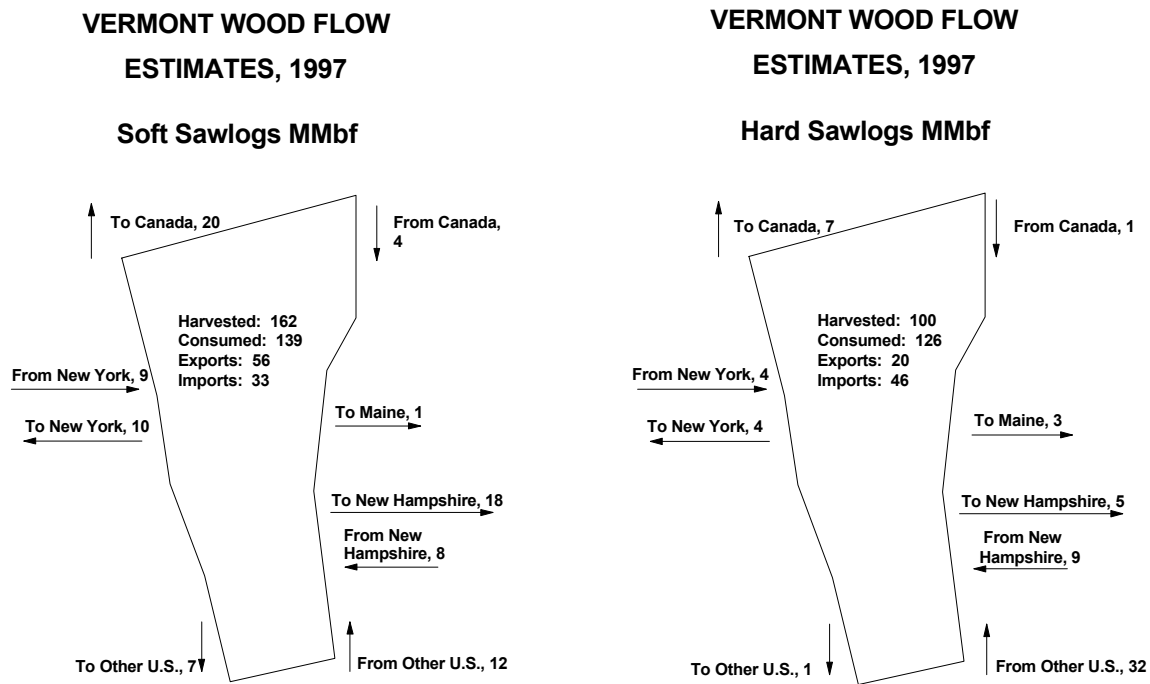 VERMONT WOOD FLOW
ESTIMATES, 1997
Soft Sawlogs MMbf
To Canada, 20
From Canada,
4
Harvested: 162
Consumed: 139
Exports: 56
Imports: 33
From New York, 9
To New York, 10
To Maine, 1
To New Hampshire, 18
From New
Hampshire, 8
To Other U.S., 7
From Other U.S., 12
VERMONT WOOD FLOW
ESTIMATES, 1997
Hard Sawlogs MMbf
To Canada, 7
From Canada, 1
Harvested: 100
Consumed: 126
Exports: 20
Imports: 46
From New York, 4
To New York, 4
To Maine, 3
To New Hampshire, 5
From New
Hampshire, 9
To Other U.S., 1
From Other U.S., 32